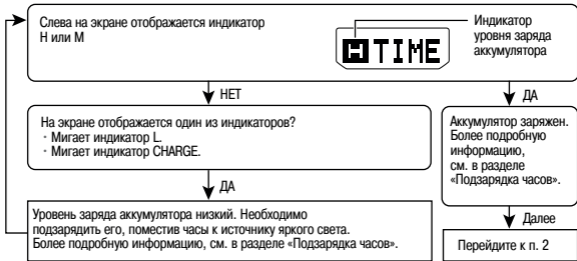 Слева на экране отображается индикатор
H или M
H TIME
Индикатор
уровня заряда
аккумулятора
НЕТ
ДА
На экране отображается один из индикаторов?
· Мигает индикатор L.
· Мигает индикатор CHARGE.
Аккумулятор заряжен.
Более подробную
информацию,
см. в разделе
«Подзарядка часов».
ДА
Уровень заряда аккумулятора низкий. Необходимо
подзарядить его, поместив часы к источнику яркого света.
Более подробную информацию, см. в разделе «Подзарядка часов».
Далее
Перейдите к п. 2